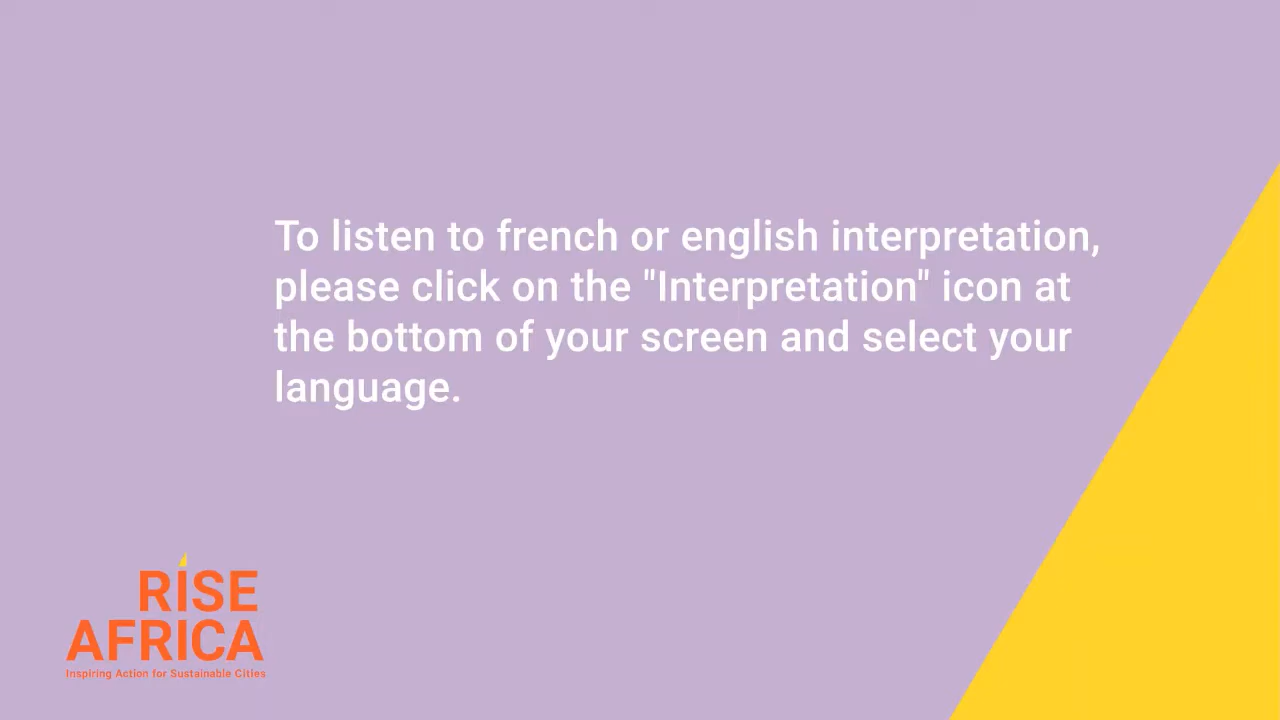 To listen to french or english interpretation,
please click on the "Interpretation" icon at
the bottom of your screen and select your
language.
RISE
AFRICA
Inspiring Action for Sustainable Cities